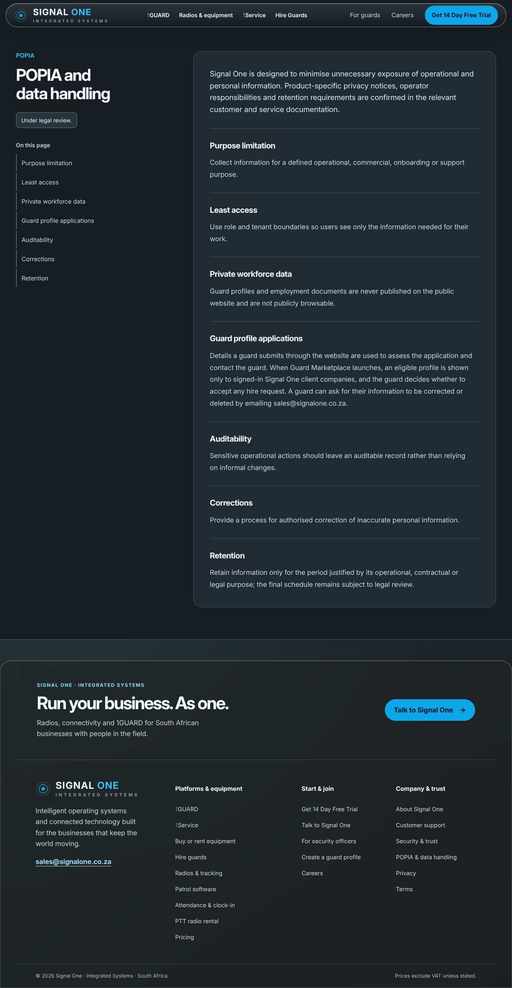 SIGNAL ONE
INTEGRATED SYSTEMS
1GUARD
Radios & equipment
1Service
Hire Guards
For guards
Careers
Get 14 Day Free Trial
POPIA
POPIA and
data handling
Under legal review.
On this page
Purpose limitation
Least access
Private workforce data
Guard profile applications
Auditability
Corrections
Retention
Signal One is designed to minimise unnecessary exposure of operational and
personal information. Product-specific privacy notices, operator
responsibilities and retention requirements are confirmed in the relevant
customer and service documentation.
Purpose limitation
Collect information for a defined operational, commercial, onboarding or support
purpose.
Least access
Use role and tenant boundaries so users see only the information needed for their
work.
Private workforce data
Guard profiles and employment documents are never published on the public
website and are not publicly browsable.
Guard profile applications
Details a guard submits through the website are used to assess the application and
contact the guard. When Guard Marketplace launches, an eligible profile is shown
only to signed-in Signal One client companies, and the guard decides whether to
accept any hire request. A guard can ask for their information to be corrected or
deleted by emailing sales@signalone.co.za.
Auditability
Sensitive operational actions should leave an auditable record rather than relying
on informal changes.
Corrections
Provide a process for authorised correction of inaccurate personal information.
Retention
Retain information only for the period justified by its operational, contractual or
legal purpose; the final schedule remains subject to legal review.
SIGNAL ONE · INTEGRATED SYSTEMS
Run your business. As one.
Radios, connectivity and 1GUARD for South African
businesses with people in the field.
Talk to Signal One →
SIGNAL ONE
INTEGRATED SYSTEMS
Intelligent operating systems
and connected technology built
for the businesses that keep the
world moving.
sales@signalone.co.za
Platforms & equipment
1GUARD
1Service
Buy or rent equipment
Hire guards
Radios & tracking
Patrol software
Attendance & clock-in
PTT radio rental
Pricing
Start & join
Get 14 Day Free Trial
Talk to Signal One
For security officers
Create a guard profile
Careers
Company & trust
About Signal One
Customer support
Security & trust
POPIA & data handling
Privacy
Terms
© 2026 Signal One · Integrated Systems · South Africa
Prices exclude VAT unless stated.